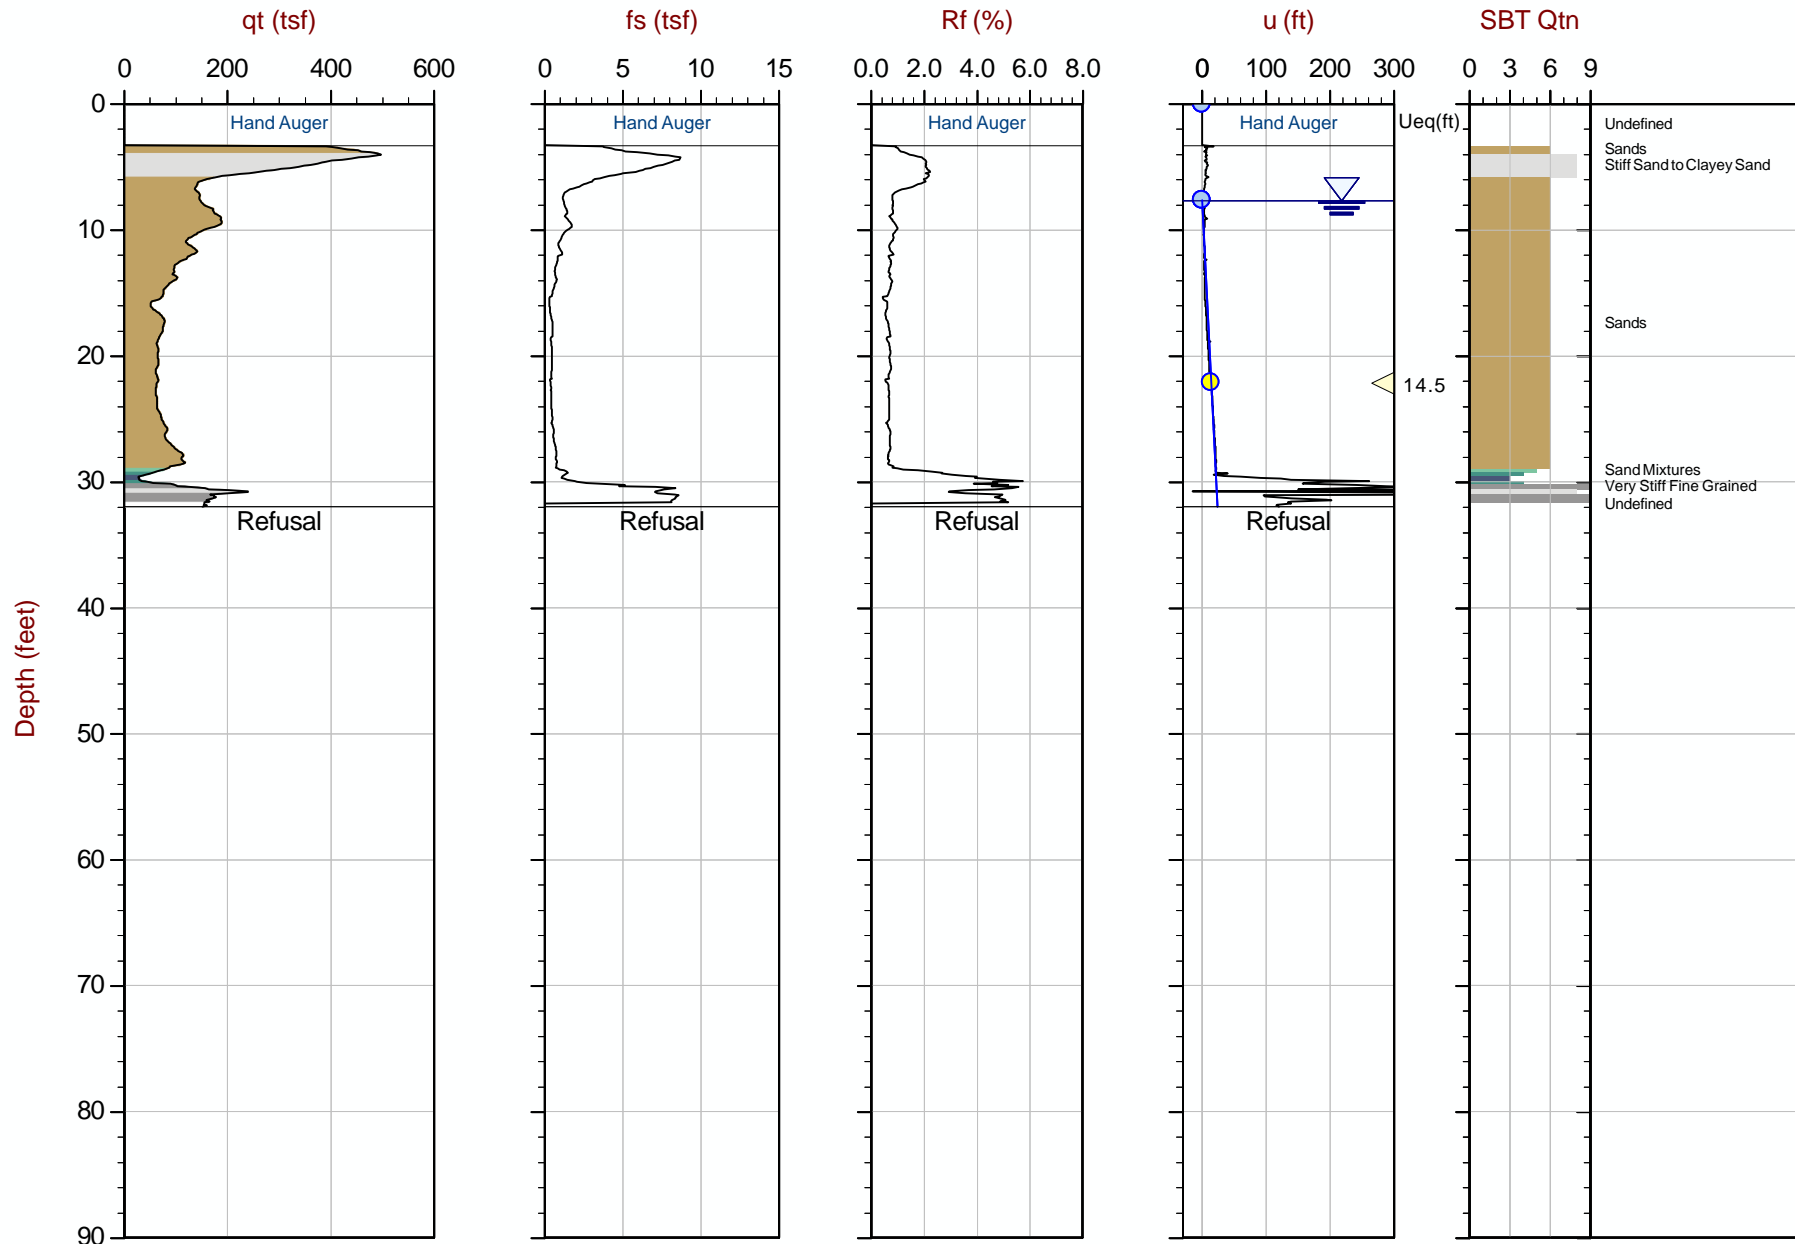 qt (tsf) fs (tsf) Rf (%) u (ft) SBT Qtn
0 200 400 600 0 5 10 15 0.0 2.0 4.0 6.0 8.0 0 100 200 300 0 3 6 9
0
Hand Auger Hand Auger Hand Auger Hand Auger Ueq(ft) Undefined
Sands
Stiff Sand to Clayey Sand
10
Sands
20
14.5
30
Sand Mixtures
Very Stiff Fine Grained
Undefined
Refusal Refusal Refusal Refusal
40
50
60
70
80
90
Depth (feet)